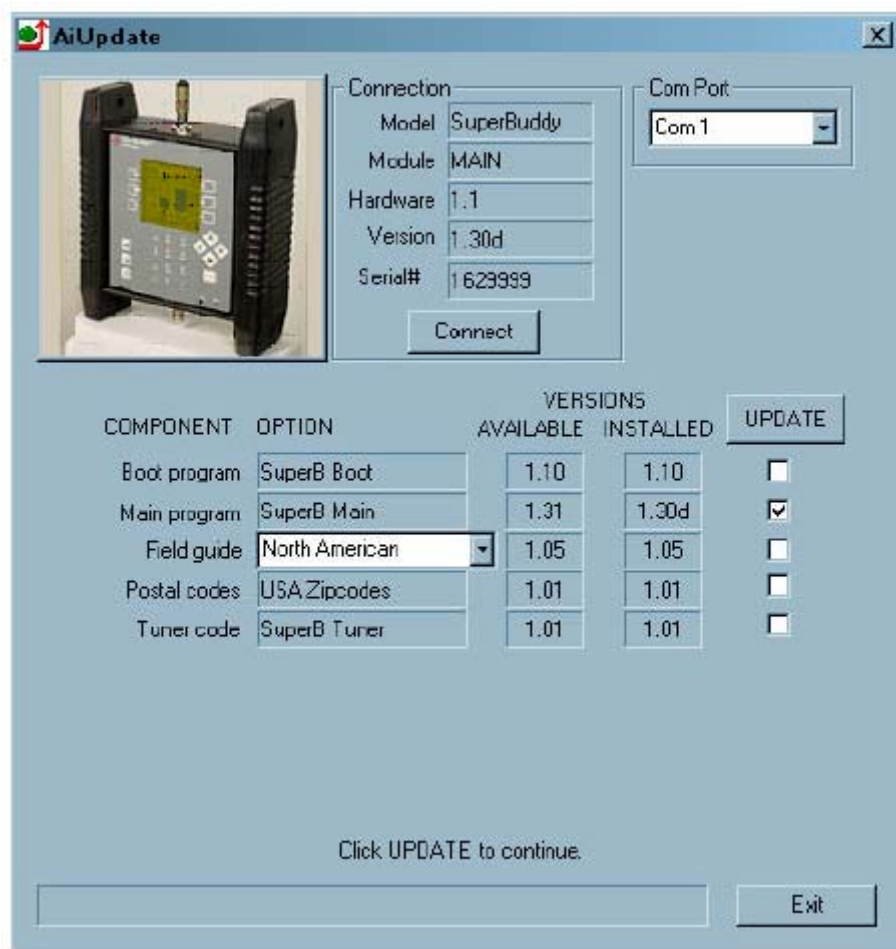 AiUpdate
Connection
Model SuperBuddy
Module MAIN
Hardware 1.1
Version 1.30d
Serial# 1629999
Connect
Com Port
Com 1
VERSIONS
COMPONENT OPTION AVAILABLE INSTALLED UPDATE
Boot program SuperB Boot 1.10 1.10
Main program SuperB Main 1.31 1.30d
Field guide North American 1.05 1.05
Postal codes USA Zipcodes 1.01 1.01
Tuner code SuperB Tuner 1.01 1.01
Click UPDATE to continue.
Exit